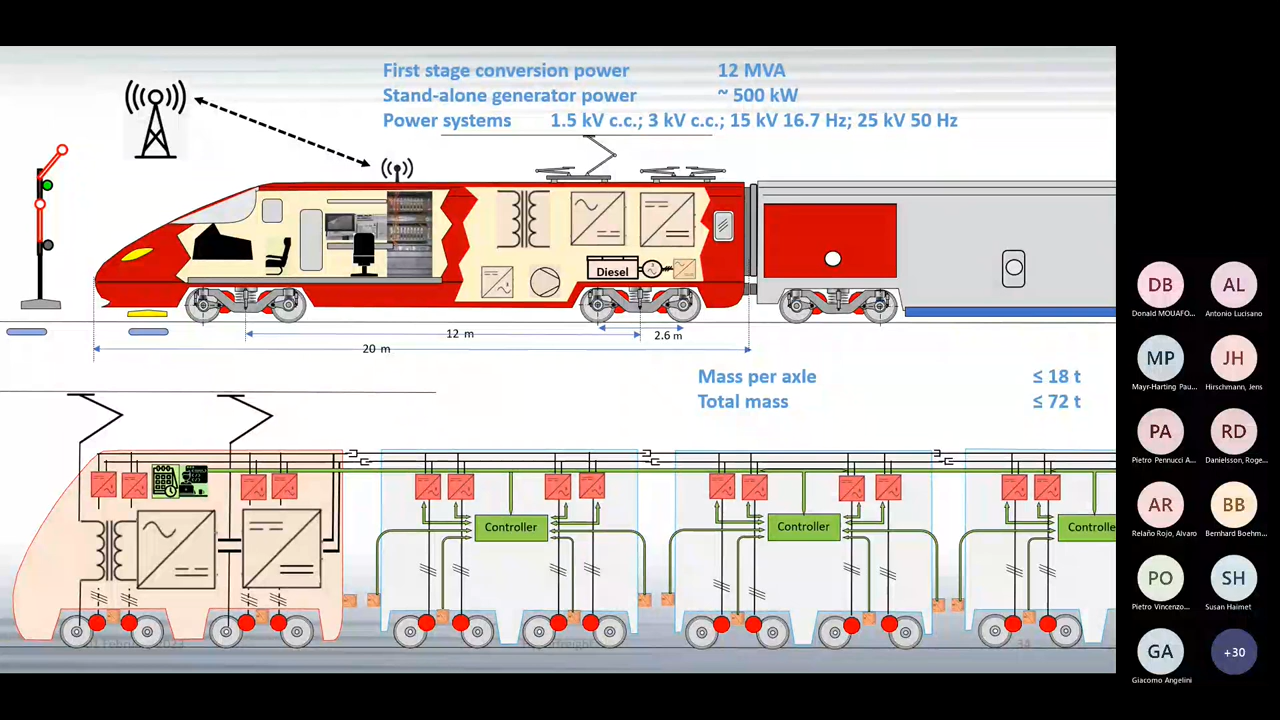 First stage conversion power 12 MVA
Stand-alone generator power ~ 500 kW
Power systems 1.5 kV c.c.; 3 kV c.c.; 15 kV 16.7 Hz; 25 kV 50 Hz
Diesel
12 m
2.6 m
20 m
Mass per axle ≤ 18 t
Total mass ≤ 72 t
Controller
Controller
Controlle
34
DB
Donald MOUAFO...
AL
Antonio Lucisano
MP
Mayr-Harting Pau...
JH
Hirschmann, Jens
PA
Pietro Pennucci A...
RD
Danielsson, Roge...
AR
Relaño Rojo, Alvaro
BB
Bernhard Boehm...
PO
Pietro Vincenzo...
SH
Susan Haimet
GA
Giacomo Angelini
+30